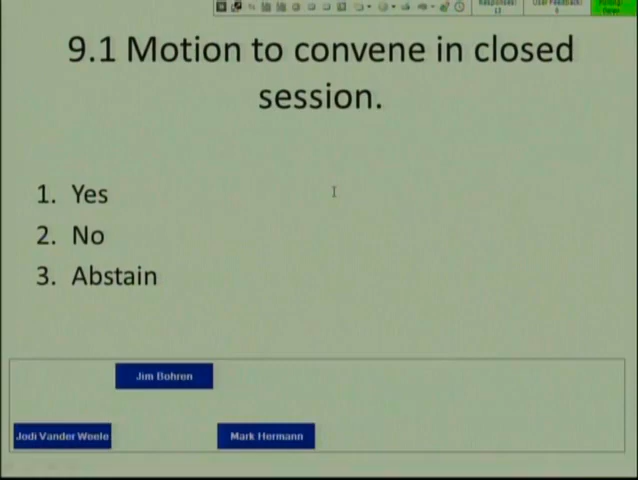 9.1 Motion to convene in closed
session.
1. Yes
2. No
3. Abstain
Jim Bohren
Jodi Vander Weele
Mark Hermann